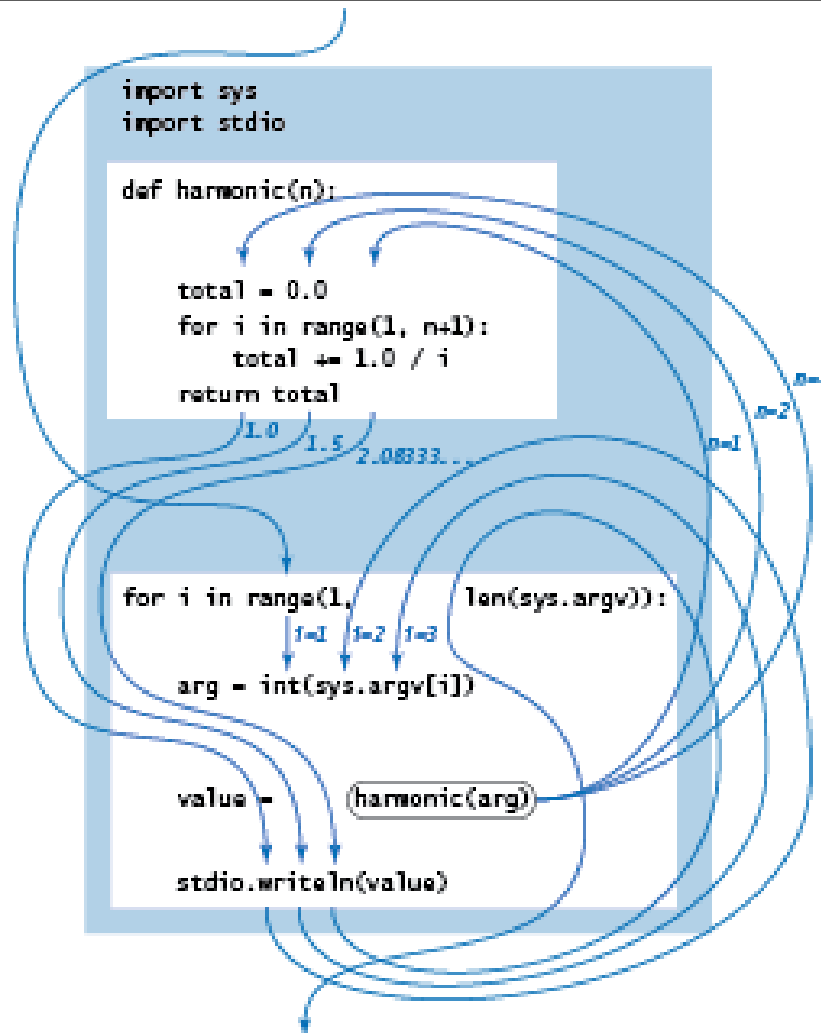 import sys
import stdio
def harmonic(n):
total = 0.0
for i in range(1, n+1):
total += 1.0 / i
return total
1.0
1.5
2.08333....
n=1
n=2
n=
for i in range(1, len(sys.argv)):
i=1 i=2 i=3
arg = int(sys.argv[i])
value = harmonic(arg)
stdio.writeln(value)